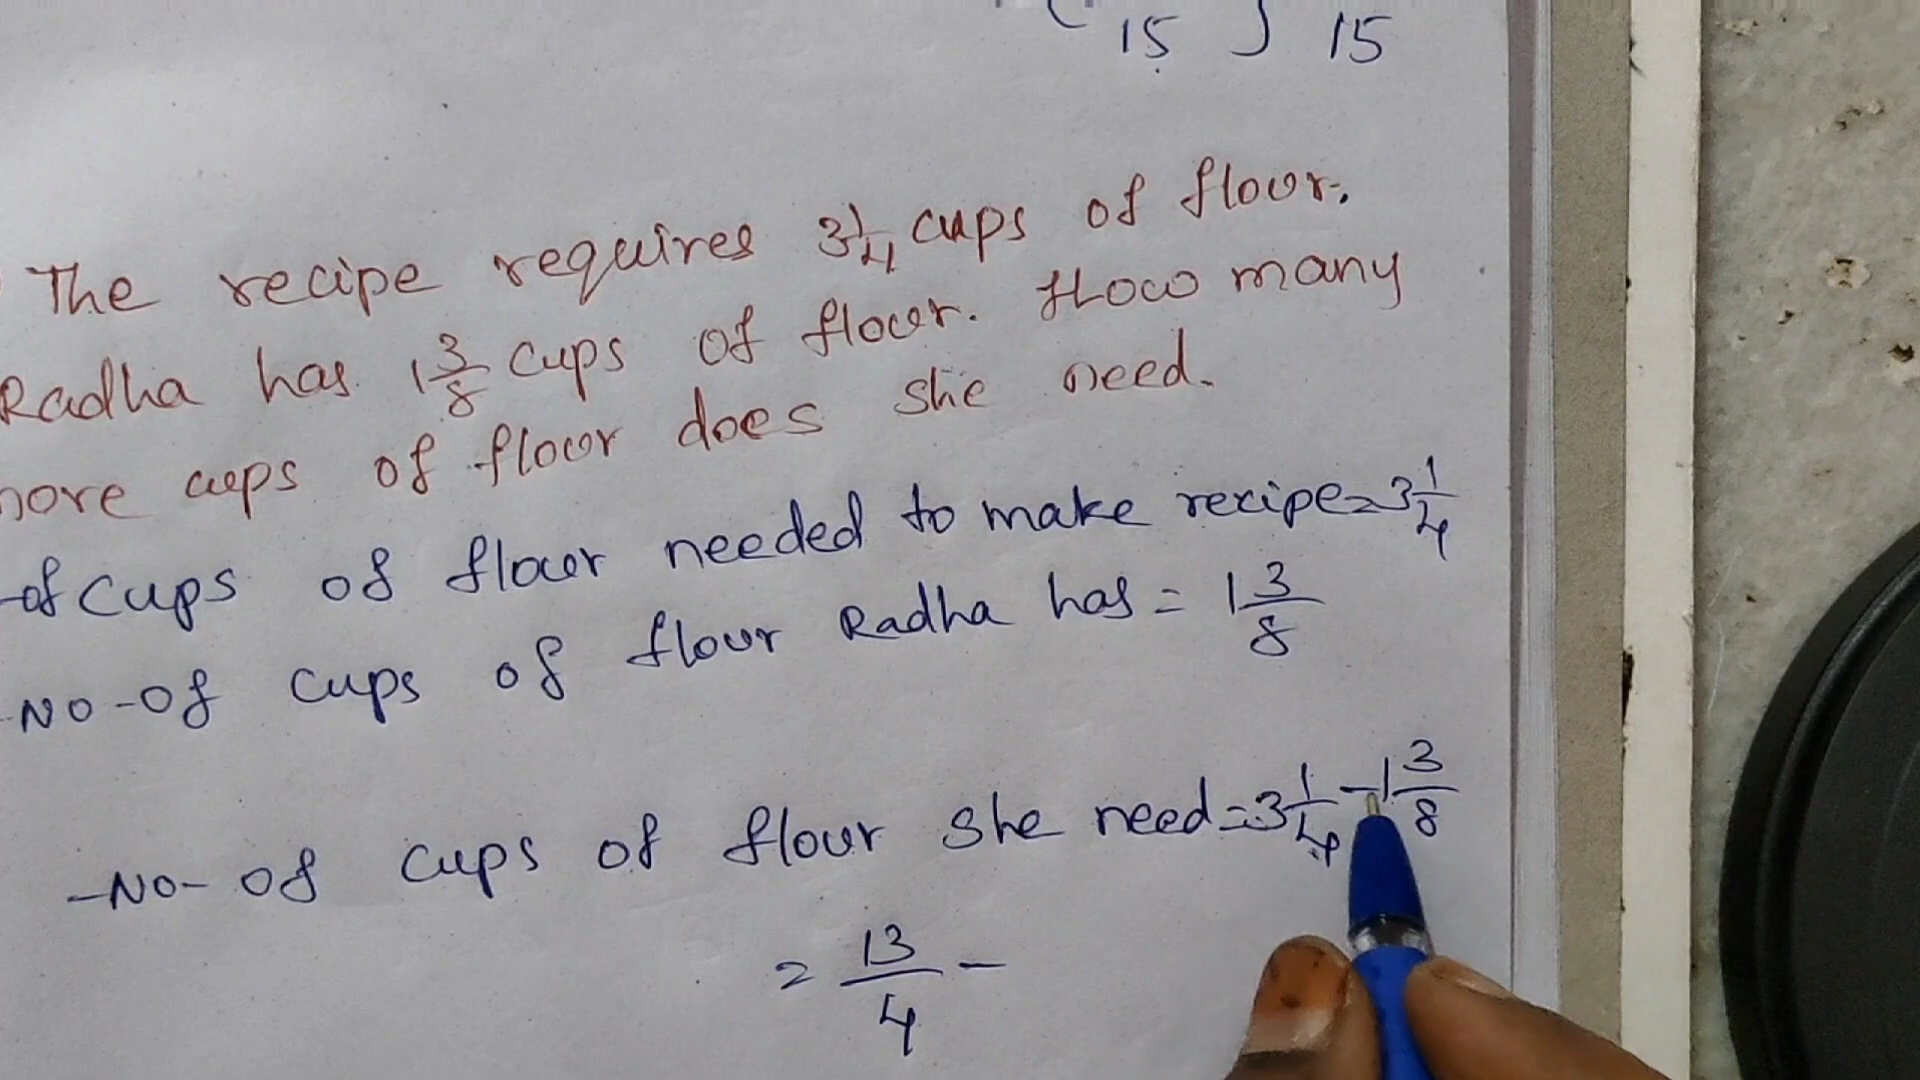 15 ) 15
The recipe requires 3 1/4 cups of flour.
Radha has 1 3/8 cups of flour. How many
more cups of flour does she need.
of cups of flour needed to make recipe = 3 1/4
No-of cups of flour Radha has = 1 3/8
No-of cups of flour she need = 3 1/4 - 1 3/8
= 13/4 -